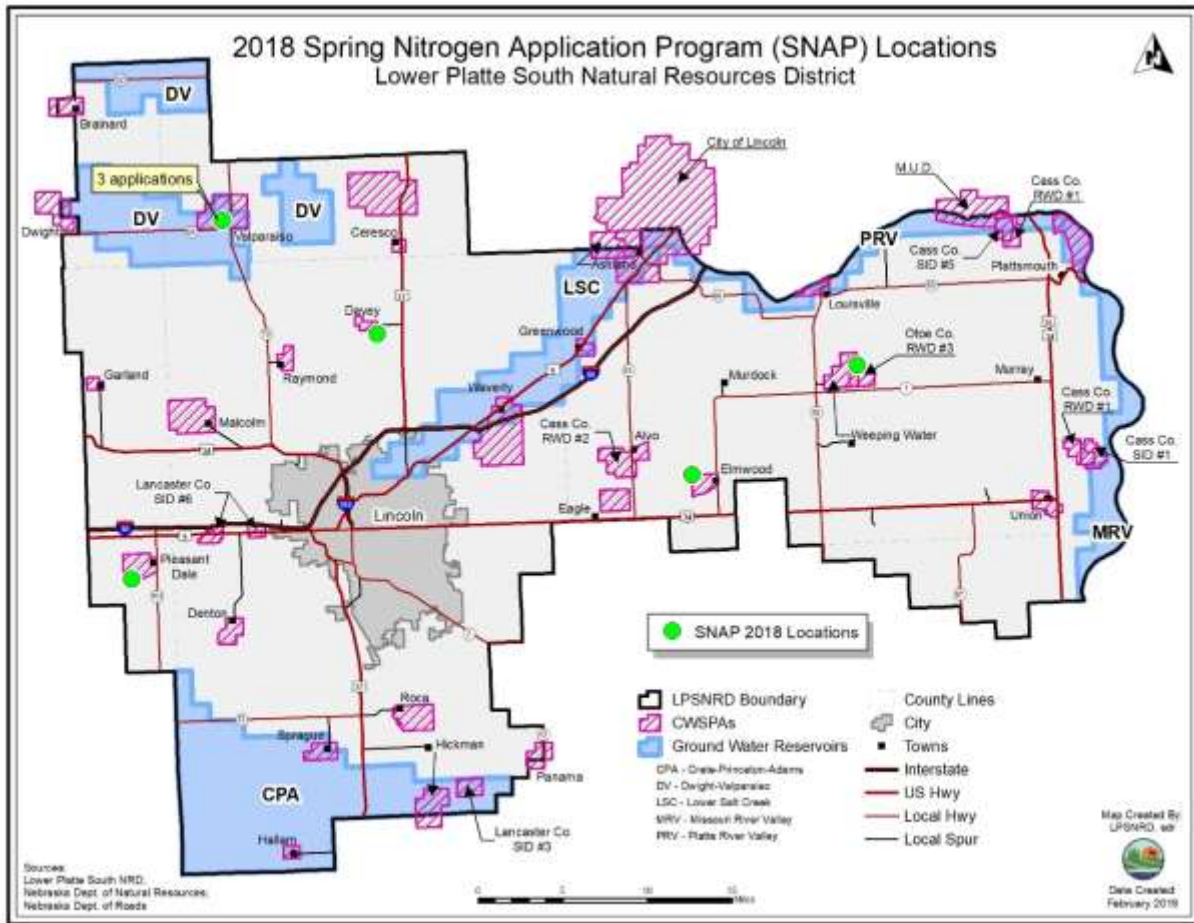 2018 Spring Nitrogen Application Program (SNAP) Locations
Lower Platte South Natural Resources District
DV
Brainard
City of Lincoln
M.U.D.
Cass Co.
RWD #1
3 applications
DV
DV
Dwight
Valparaiso
Ceresco
Ashland
PRV
Cass Co.
SID #5
Plattsmouth
LSC
Louisville
Davey
Greenwood
Otoe Co.
RWD #3
Garland
Raymond
Murdock
Murray
Waverly
Malcolm
Cass Co.
RWD #2
Alvo
Weeping Water
Cass Co.
RWD #1
Cass Co.
SID #1
Lancaster Co
SID #6
Elmwood
Lincoln
Eagle
Union
MRV
Pleasant
Dale
Denton
SNAP 2018 Locations
Roca
Sprague
Hickman
Panama
CPA
Hallam
Lancaster Co
SID #3
LPSNRD Boundary
CWSPAs
Ground Water Reservoirs
CPA - Crete-Princeton-Adams
DV - Dwight-Valparaiso
LSC - Lower Salt Creek
MRV - Missouri River Valley
PRV - Platte River Valley
County Lines
City
Towns
Interstate
US Hwy
Local Hwy
Local Spur
Sources:
Lower Platte South NRD,
Nebraska Dept. of Natural Resources,
Nebraska Dept. of Roads
0 5 10 15
Miles
Map Created By:
LPSNRD,
Date Created
February 2019